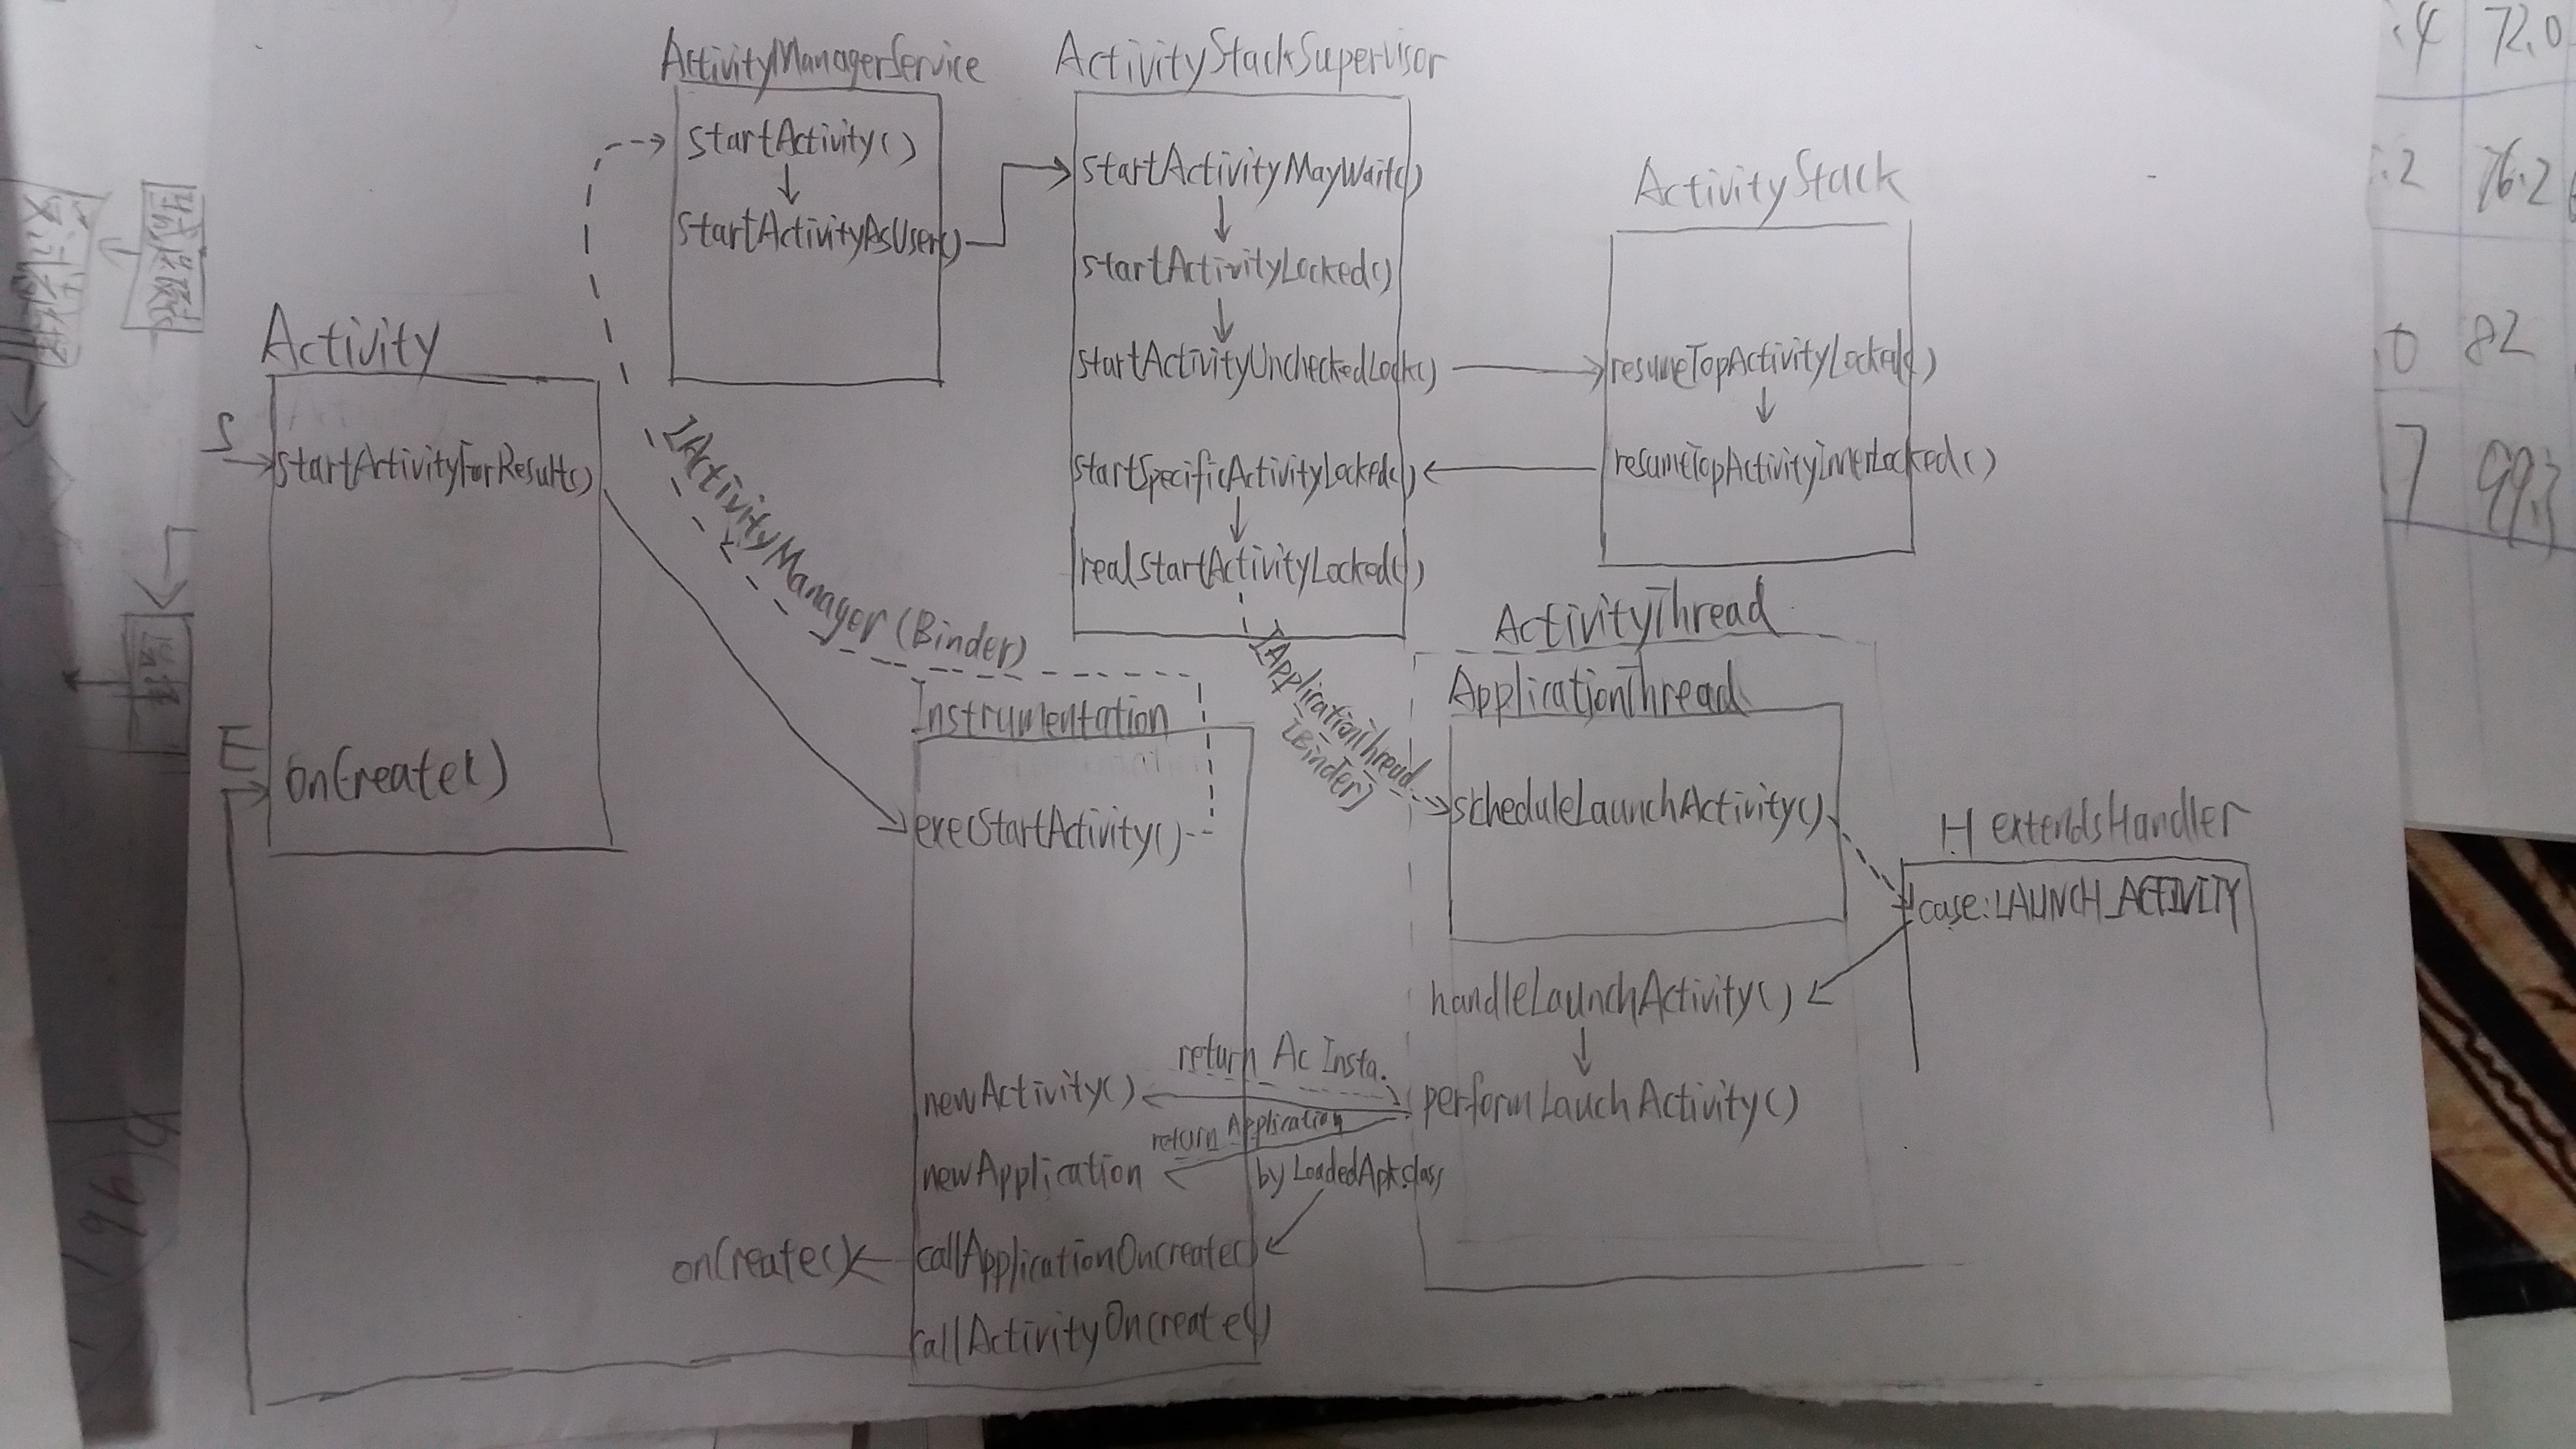 ActivityManagerService
startActivity()
startActivityAsUser()
ActivityStackSupervisor
startActivityMayWait()
startActivityLocked()
startActivityUncheckedLock()
startSpecificActivityLocked()
realStartActivityLocked()
ActivityStack
resumeTopActivityLocked()
resumeTopActivityInnerLocked()
Activity
S
startActivityForResult()
E
onCreate()
IActivityManager (Binder)
IApplicationThread
(Binder)
Instrumentation
execStartActivity()
newActivity()
newApplication
callApplicationOncreate()
callActivityOncreate()
onCreate()
ActivityThread
ApplicationThread
scheduleLaunchActivity()
H extends Handler
case:LAUNCH_ACTIVITY
handleLaunchActivity()
performLauchActivity()
return Ac Insta.
return Application
by LoadedApk.class
.4 72.0
.2 76.2
0 82
7 99.3